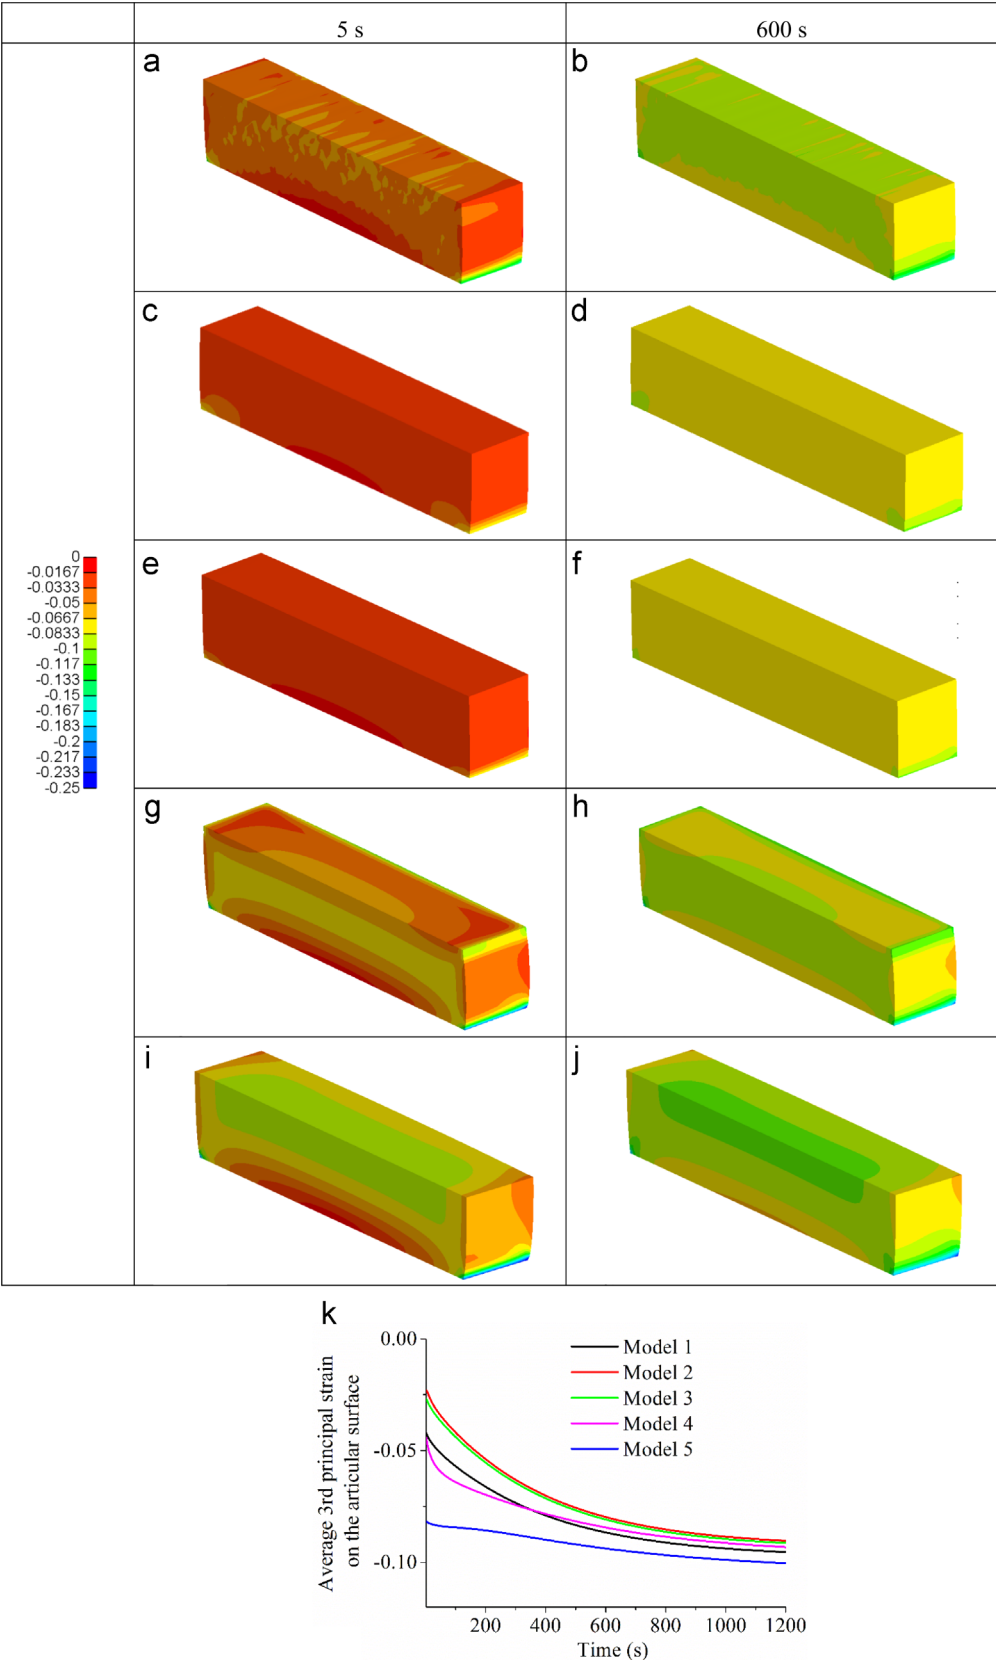 5 s
600 s
a
b
c
d
e
f
0
-0.0167
-0.0333
-0.05
-0.0667
-0.0833
-0.1
-0.117
-0.133
-0.15
-0.167
-0.183
-0.2
-0.217
-0.233
-0.25
g
h
i
j
k
Average 3rd principal strain
on the articular surface
0.00
-0.05
-0.10
Model 1
Model 2
Model 3
Model 4
Model 5
200
400
600
800
1000
1200
Time (s)